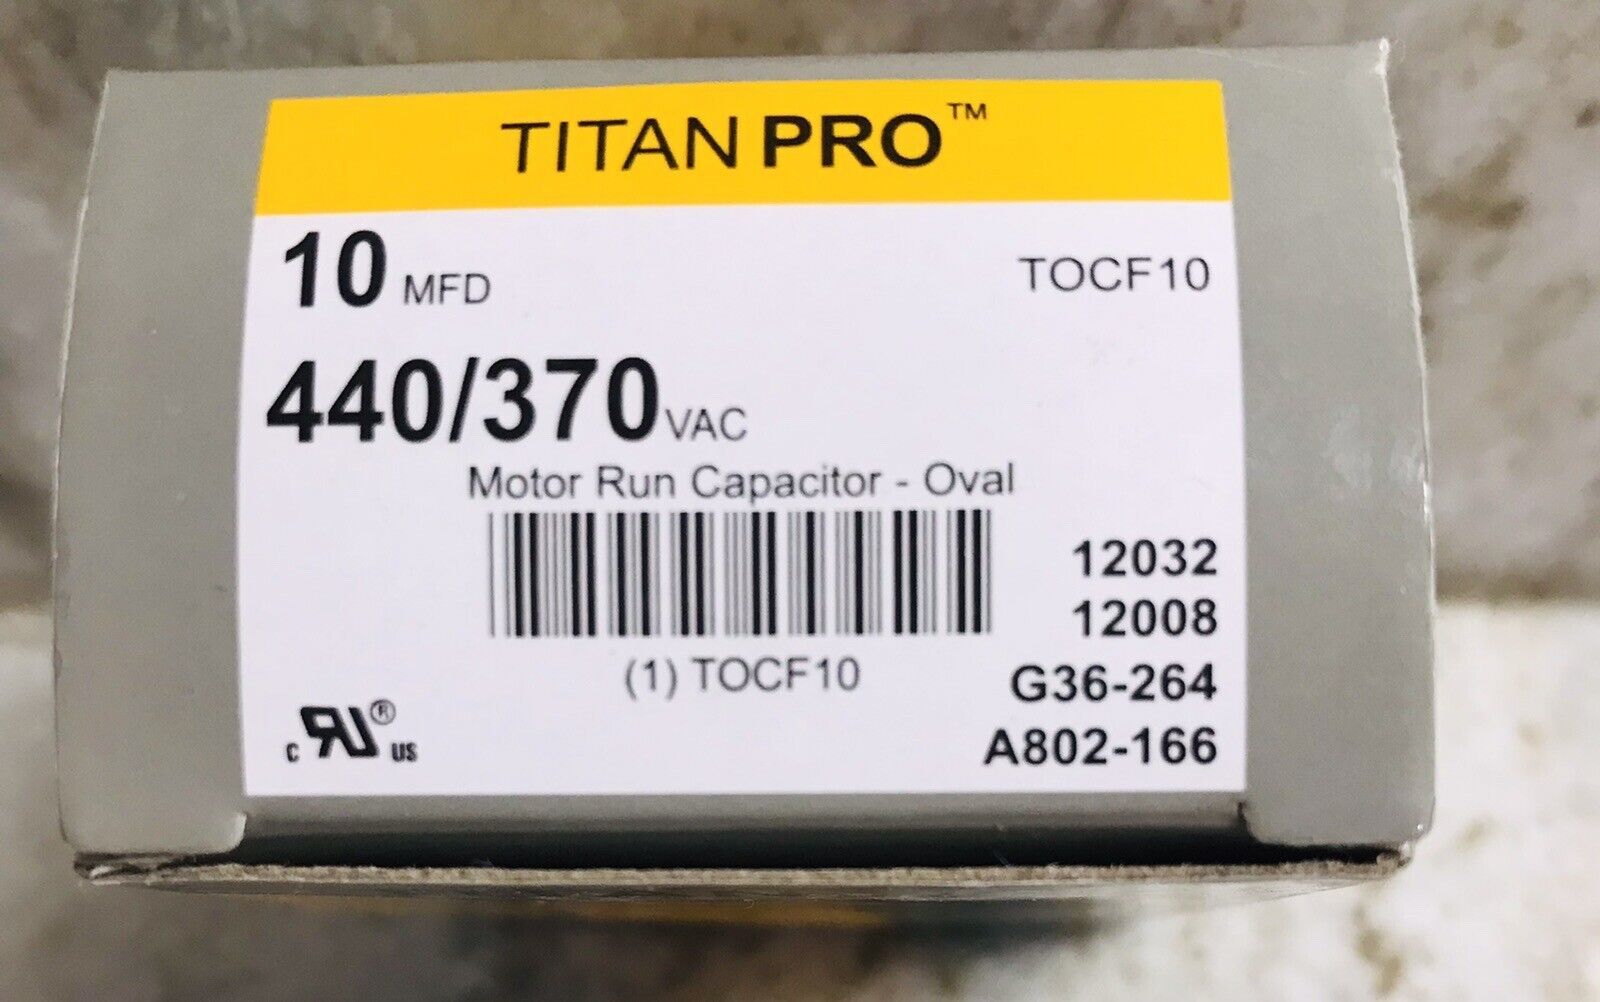 TITAN PRO™
10 MFD
TOCF10
440/370 VAC
Motor Run Capacitor - Oval
12032
12008
(1) TOCF10
G36-264
A802-166
c RU® US